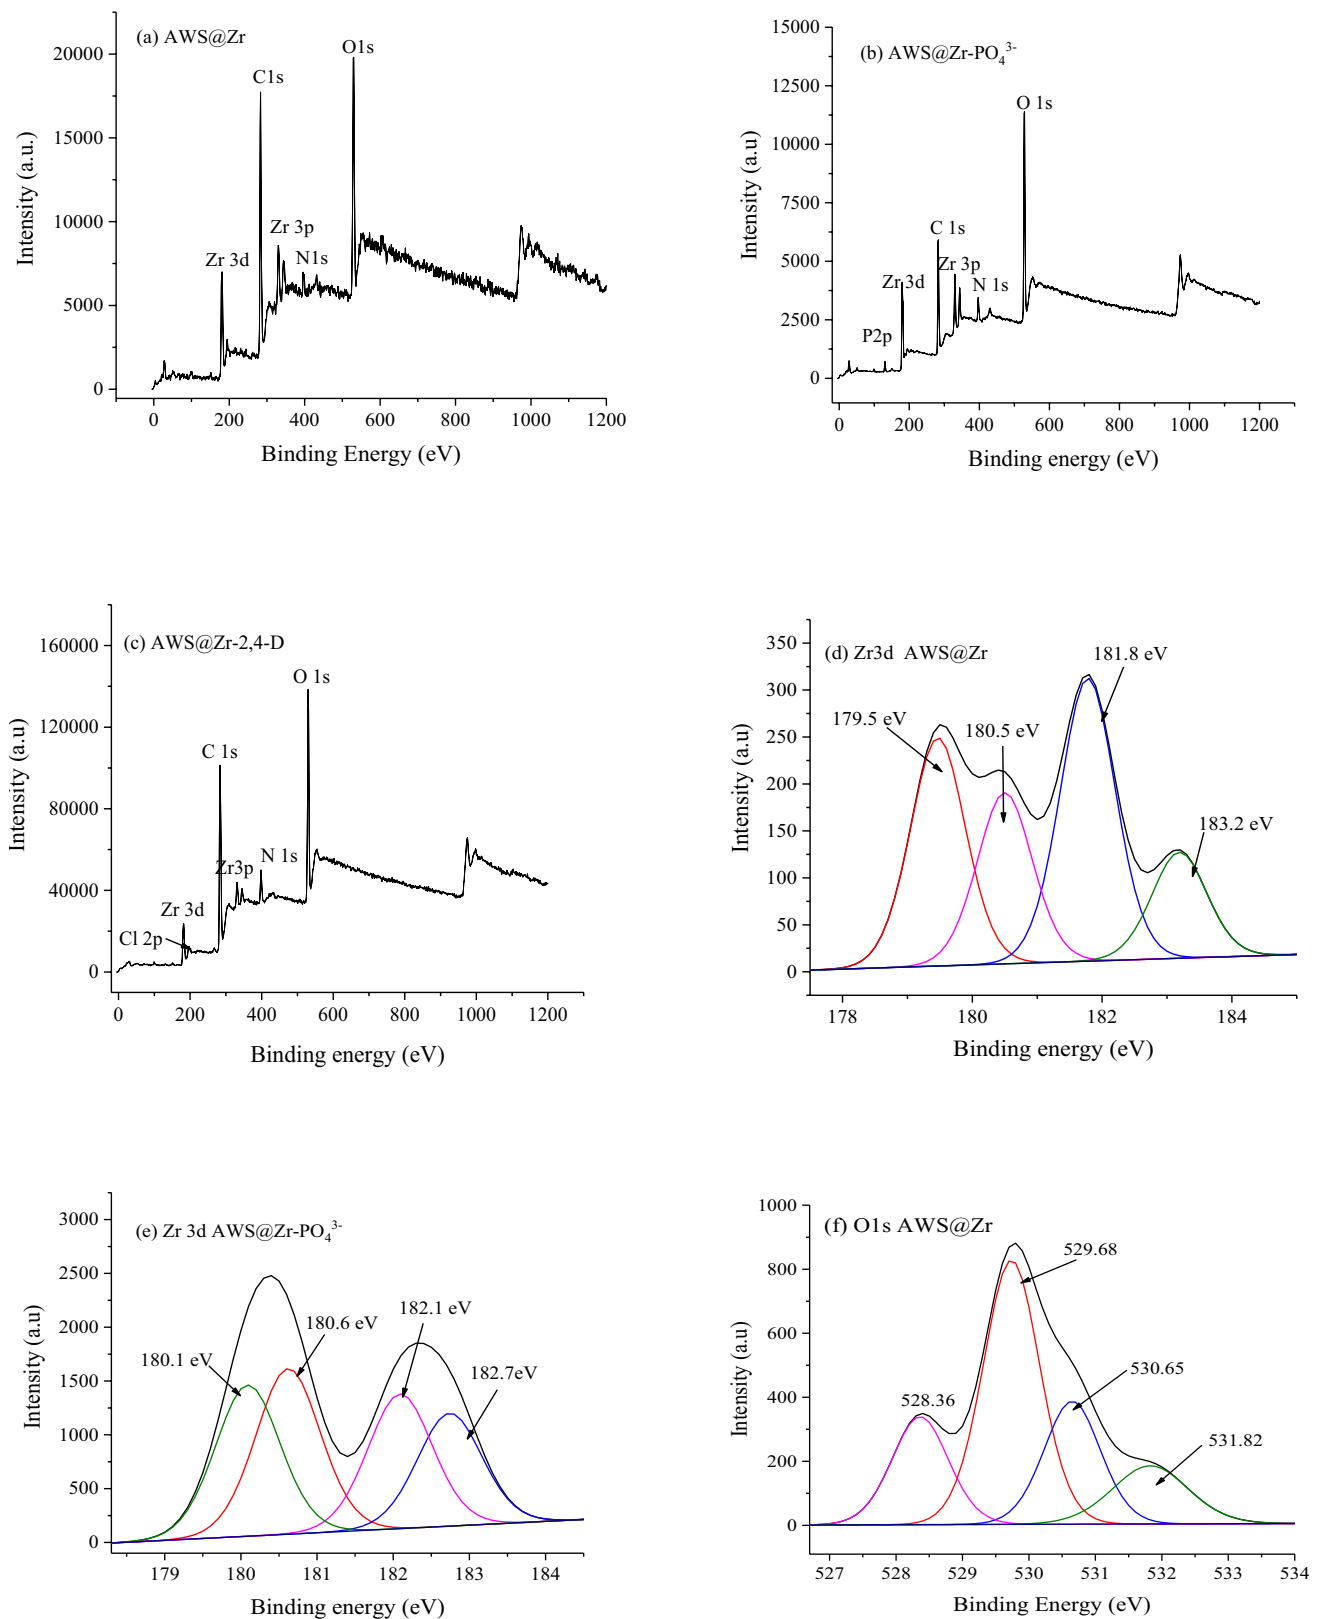 (a) AWS@Zr
O1s
C1s
Zr 3p
Zr 3d
N1s
20000
15000
10000
5000
0
0 200 400 600 800 1000 1200
Intensity (a.u.)
Binding Energy (eV)
(b) AWS@Zr-PO₄³⁻
O 1s
C 1s
Zr 3p
Zr 3d
N 1s
P2p
15000
12500
10000
7500
5000
2500
0
0 200 400 600 800 1000 1200
Intensity (a.u)
Binding energy (eV)
(c) AWS@Zr-2,4-D
O 1s
C 1s
Zr3p
N 1s
Zr 3d
Cl 2p
160000
120000
80000
40000
0
0 200 400 600 800 1000 1200
Intensity (a.u)
Binding energy (eV)
(d) Zr3d AWS@Zr
181.8 eV
179.5 eV
180.5 eV
183.2 eV
350
300
250
200
150
100
50
0
178 180 182 184
Intensity (a.u)
Binding energy (eV)
(e) Zr 3d AWS@Zr-PO₄³⁻
182.1 eV
180.6 eV
180.1 eV
182.7eV
3000
2500
2000
1500
1000
500
0
179 180 181 182 183 184
Intensity (a.u)
Binding energy (eV)
(f) O1s AWS@Zr
529.68
530.65
528.36
531.82
1000
800
600
400
200
0
527 528 529 530 531 532 533 534
Intensity (a.u)
Binding Energy (eV)